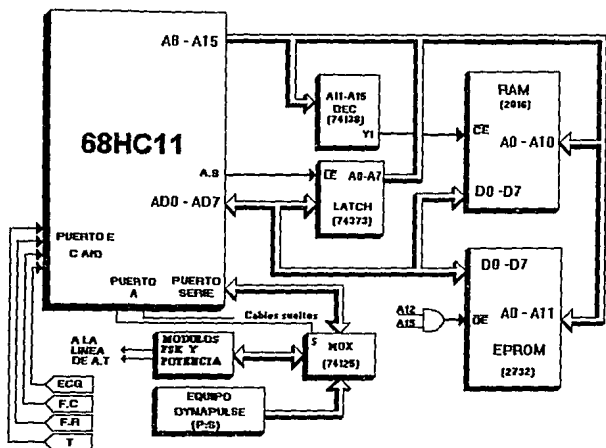 A8 - A15
68HC11
A.S
AD0 - AD7
PUERTO E
C A/D
PUERTO
A
PUERTO
SERIE
A11-A15
DEC
(74138)
Y1
CE A0-A7
LATCH
(74373)
RAM
(2016)
CE
A0 - A10
D0 -D7
D0 -D7
A12
A13
OE
A0 - A11
EPROM
(2732)
Cables sueltos
S
MUX
(74125)
A LA
LINEA
DE A.T
MODULOS
FSK Y
POTENCIA
EQUIPO
DYNAPULSE
(P.S)
ECG
F.C
F.R
T